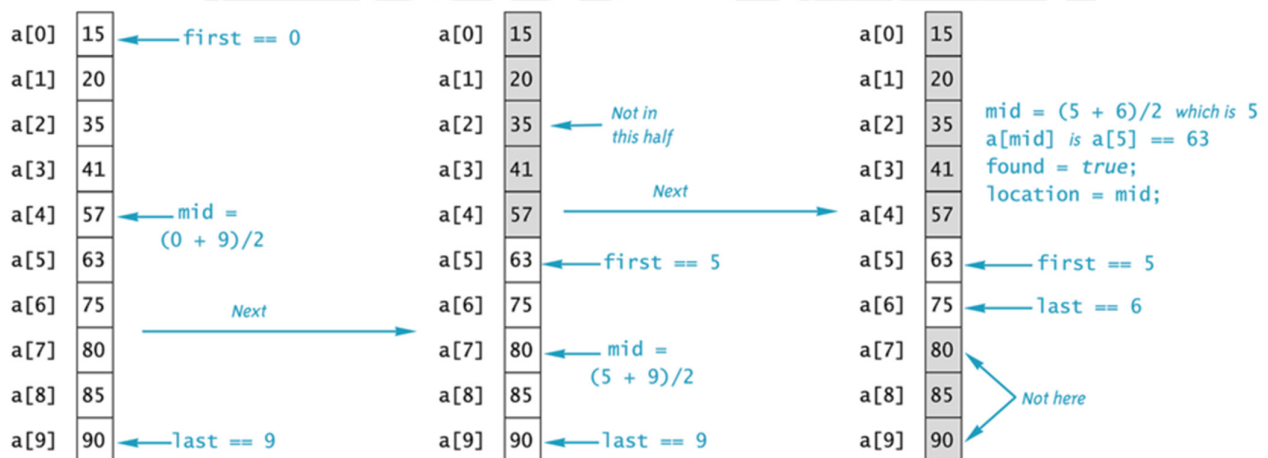 a[0] 15 first == 0
a[1] 20
a[2] 35
a[3] 41
a[4] 57 mid =
(0 + 9)/2
a[5] 63
a[6] 75
Next
a[7] 80
a[8] 85
a[9] 90 last == 9
a[0] 15
a[1] 20
a[2] 35 Not in
this half
a[3] 41
Next
a[4] 57
a[5] 63 first == 5
a[6] 75
a[7] 80 mid =
(5 + 9)/2
a[8] 85
a[9] 90 last == 9
a[0] 15
a[1] 20
mid = (5 + 6)/2 which is 5
a[2] 35 a[mid] is a[5] == 63
a[3] 41 found = true;
location = mid;
a[4] 57
a[5] 63 first == 5
a[6] 75 last == 6
a[7] 80
a[8] 85 Not here
a[9] 90